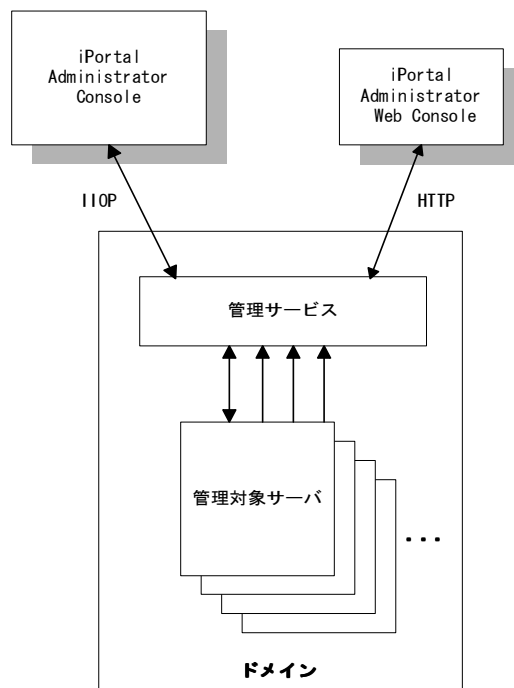 iPortal
Administrator
Console
iPortal
Administrator
Web Console
IIOP
HTTP
管理サービス
管理対象サーバ
...
ドメイン